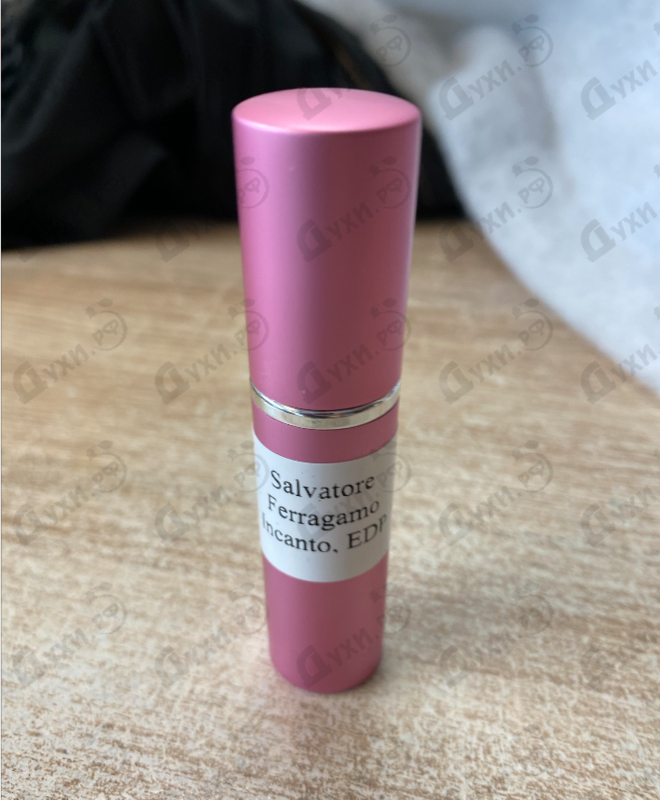 Salvatore
Ferragamo
Incanto, EDP
Духи.рф